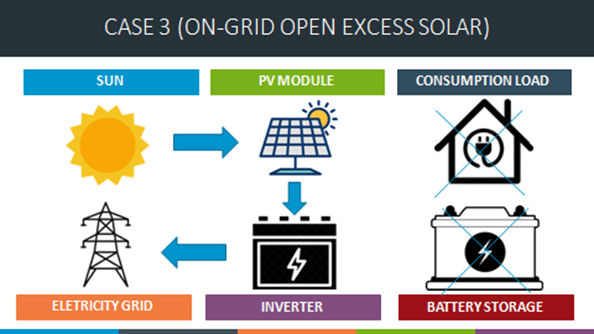 CASE 3 (ON-GRID OPEN EXCESS SOLAR)
SUN
PV MODULE
CONSUMPTION LOAD
ELETRICITY GRID
INVERTER
BATTERY STORAGE